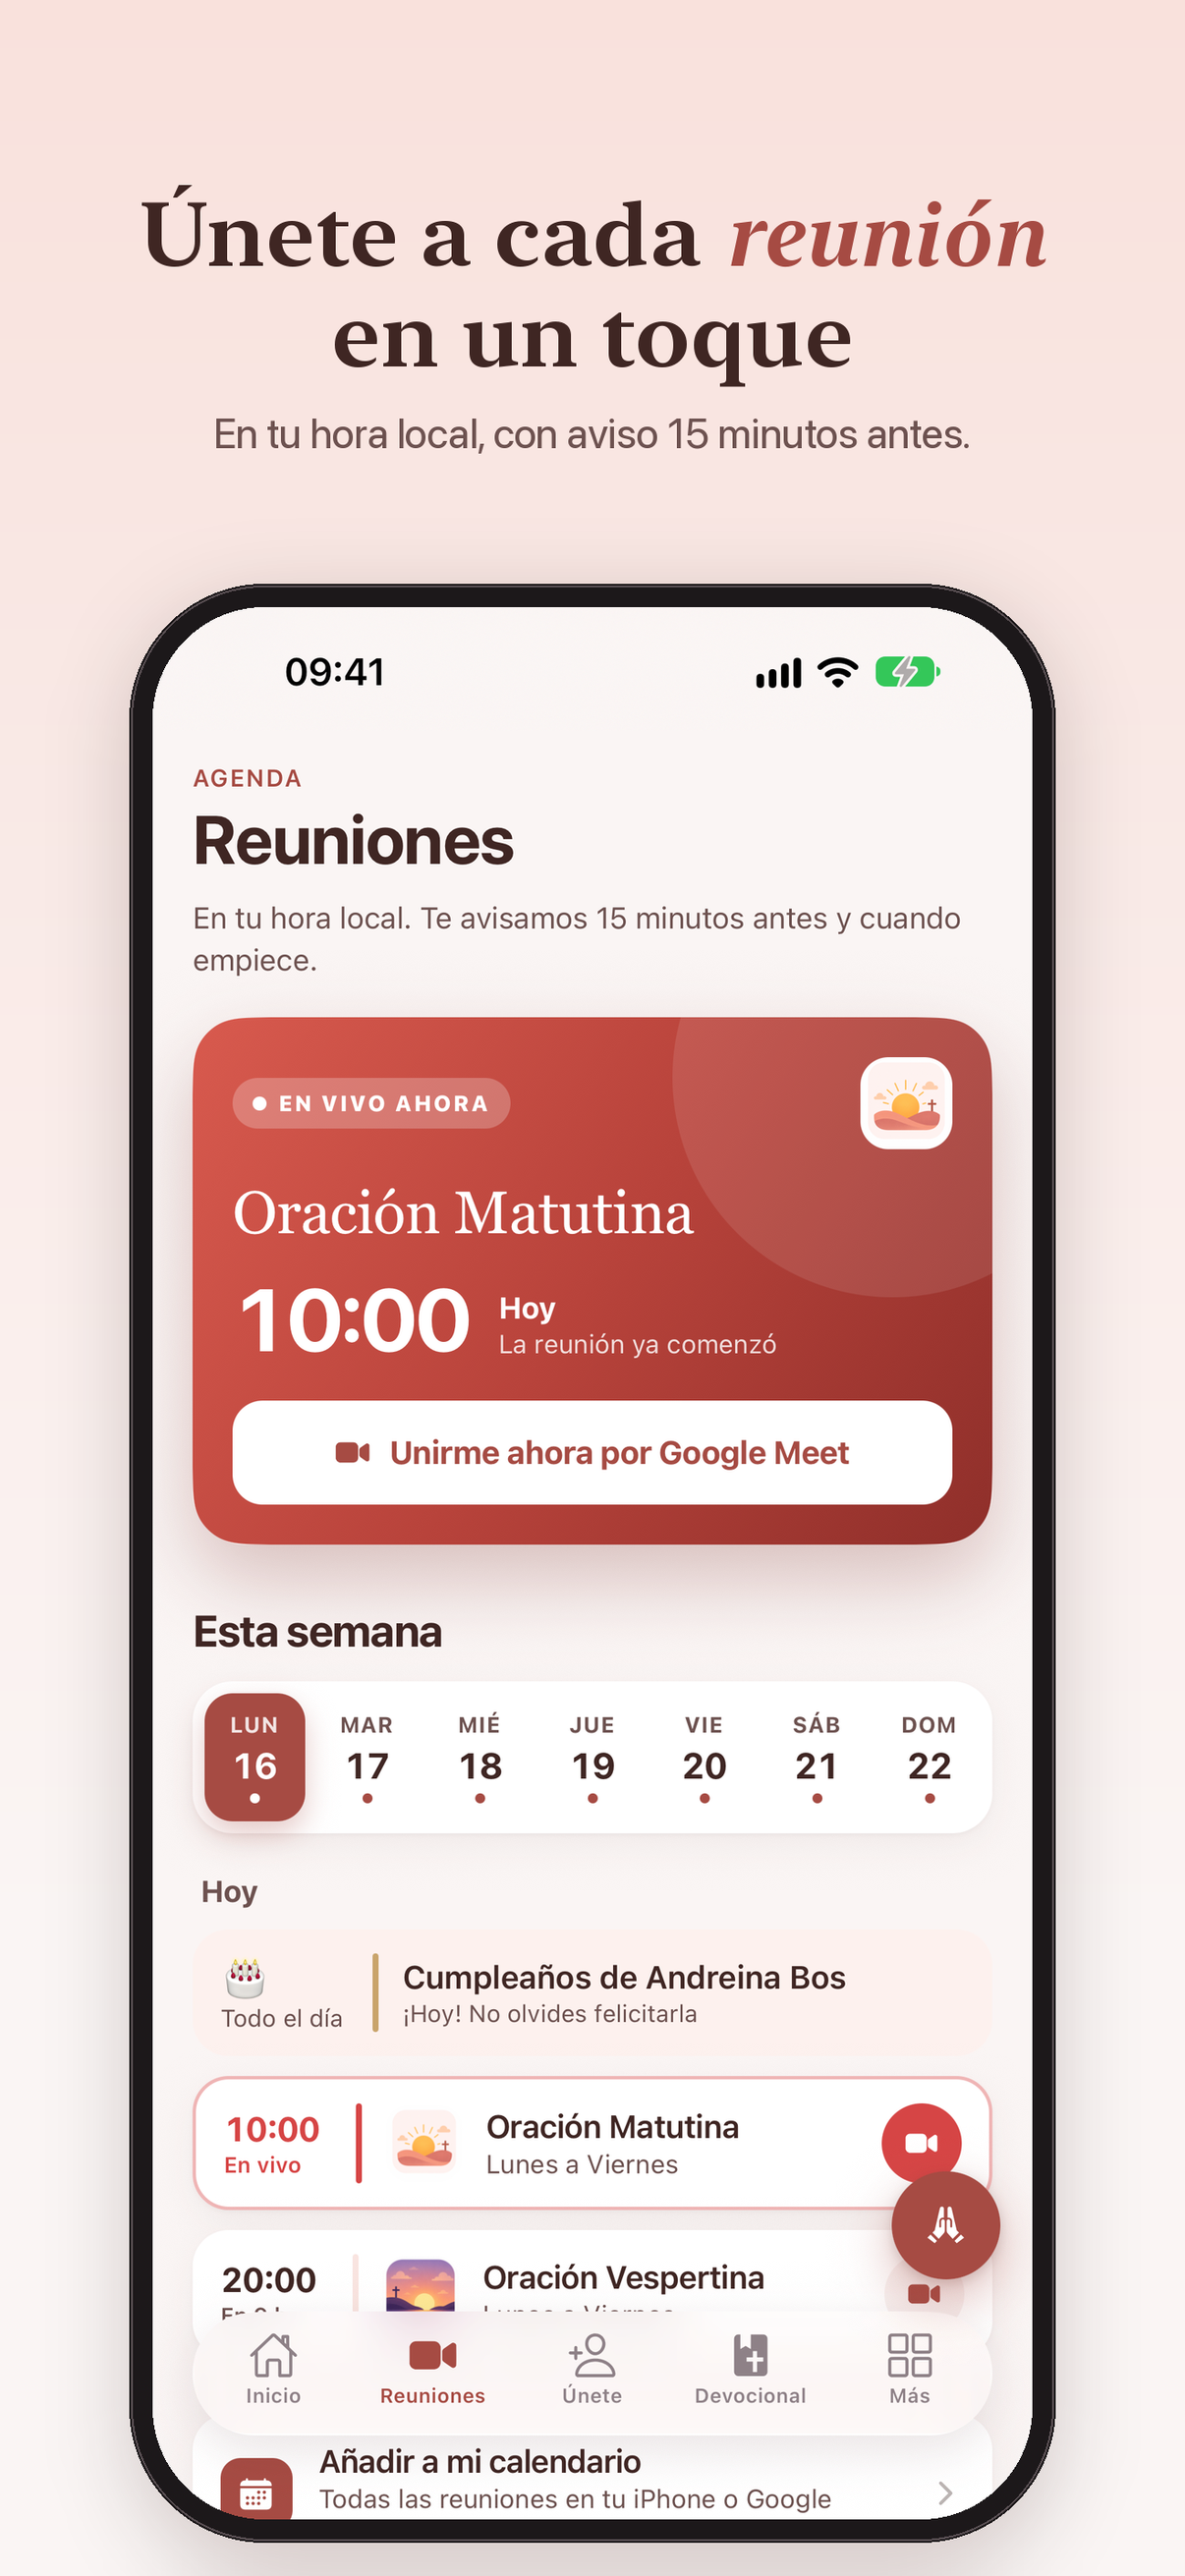 Únete a cada reunión
en un toque
En tu hora local, con aviso 15 minutos antes.
09:41
AGENDA
Reuniones
En tu hora local. Te avisamos 15 minutos antes y cuando
empiece.
EN VIVO AHORA
Oración Matutina
10:00
Hoy
La reunión ya comenzó
Unirme ahora por Google Meet
Esta semana
LUN MAR MIÉ JUE VIE SÁB DOM
16 17 18 19 20 21 22
Hoy
Todo el día
Cumpleaños de Andreina Bos
¡Hoy! No olvides felicitarla
10:00
En vivo
Oración Matutina
Lunes a Viernes
20:00
Oración Vespertina
Lunes a Viernes
Inicio
Reuniones
Únete
Devocional
Más
Añadir a mi calendario
Todas las reuniones en tu iPhone o Google